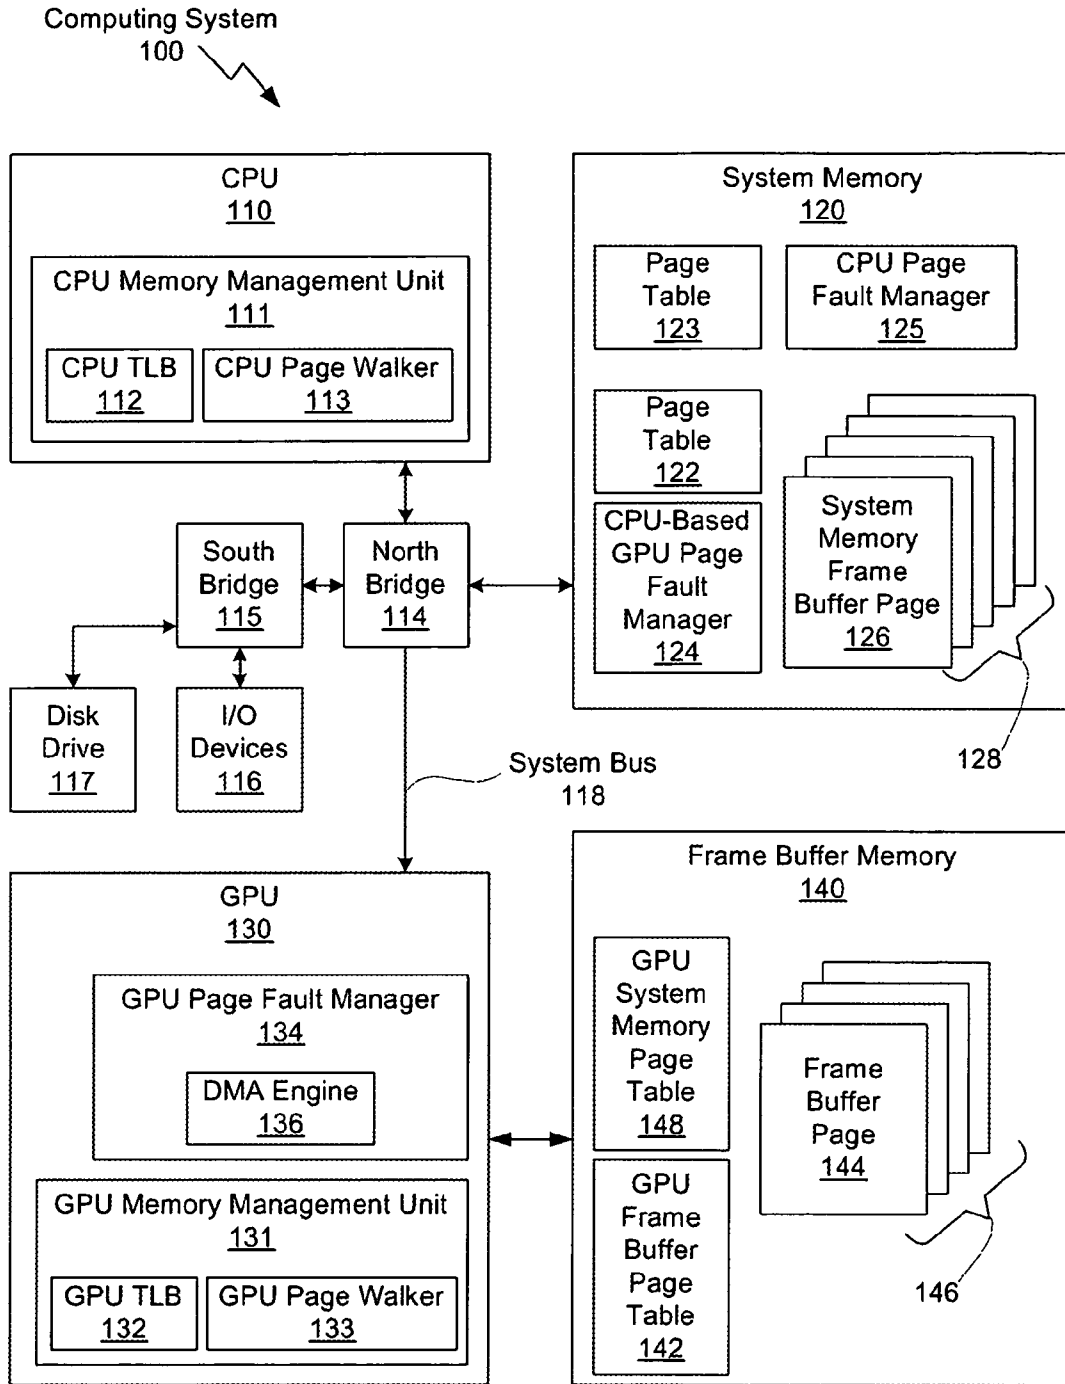 Computing System
100
CPU
110
CPU Memory Management Unit
111
CPU TLB
112
CPU Page Walker
113
System Memory
120
Page
Table
123
CPU Page
Fault Manager
125
Page
Table
122
CPU-Based
GPU Page
Fault
Manager
124
System
Memory
Frame
Buffer Page
126
128
South
Bridge
115
North
Bridge
114
Disk
Drive
117
I/O
Devices
116
System Bus
118
GPU
130
GPU Page Fault Manager
134
DMA Engine
136
GPU Memory Management Unit
131
GPU TLB
132
GPU Page Walker
133
Frame Buffer Memory
140
GPU
System
Memory
Page
Table
148
Frame
Buffer
Page
144
GPU
Frame
Buffer
Page
Table
142
146